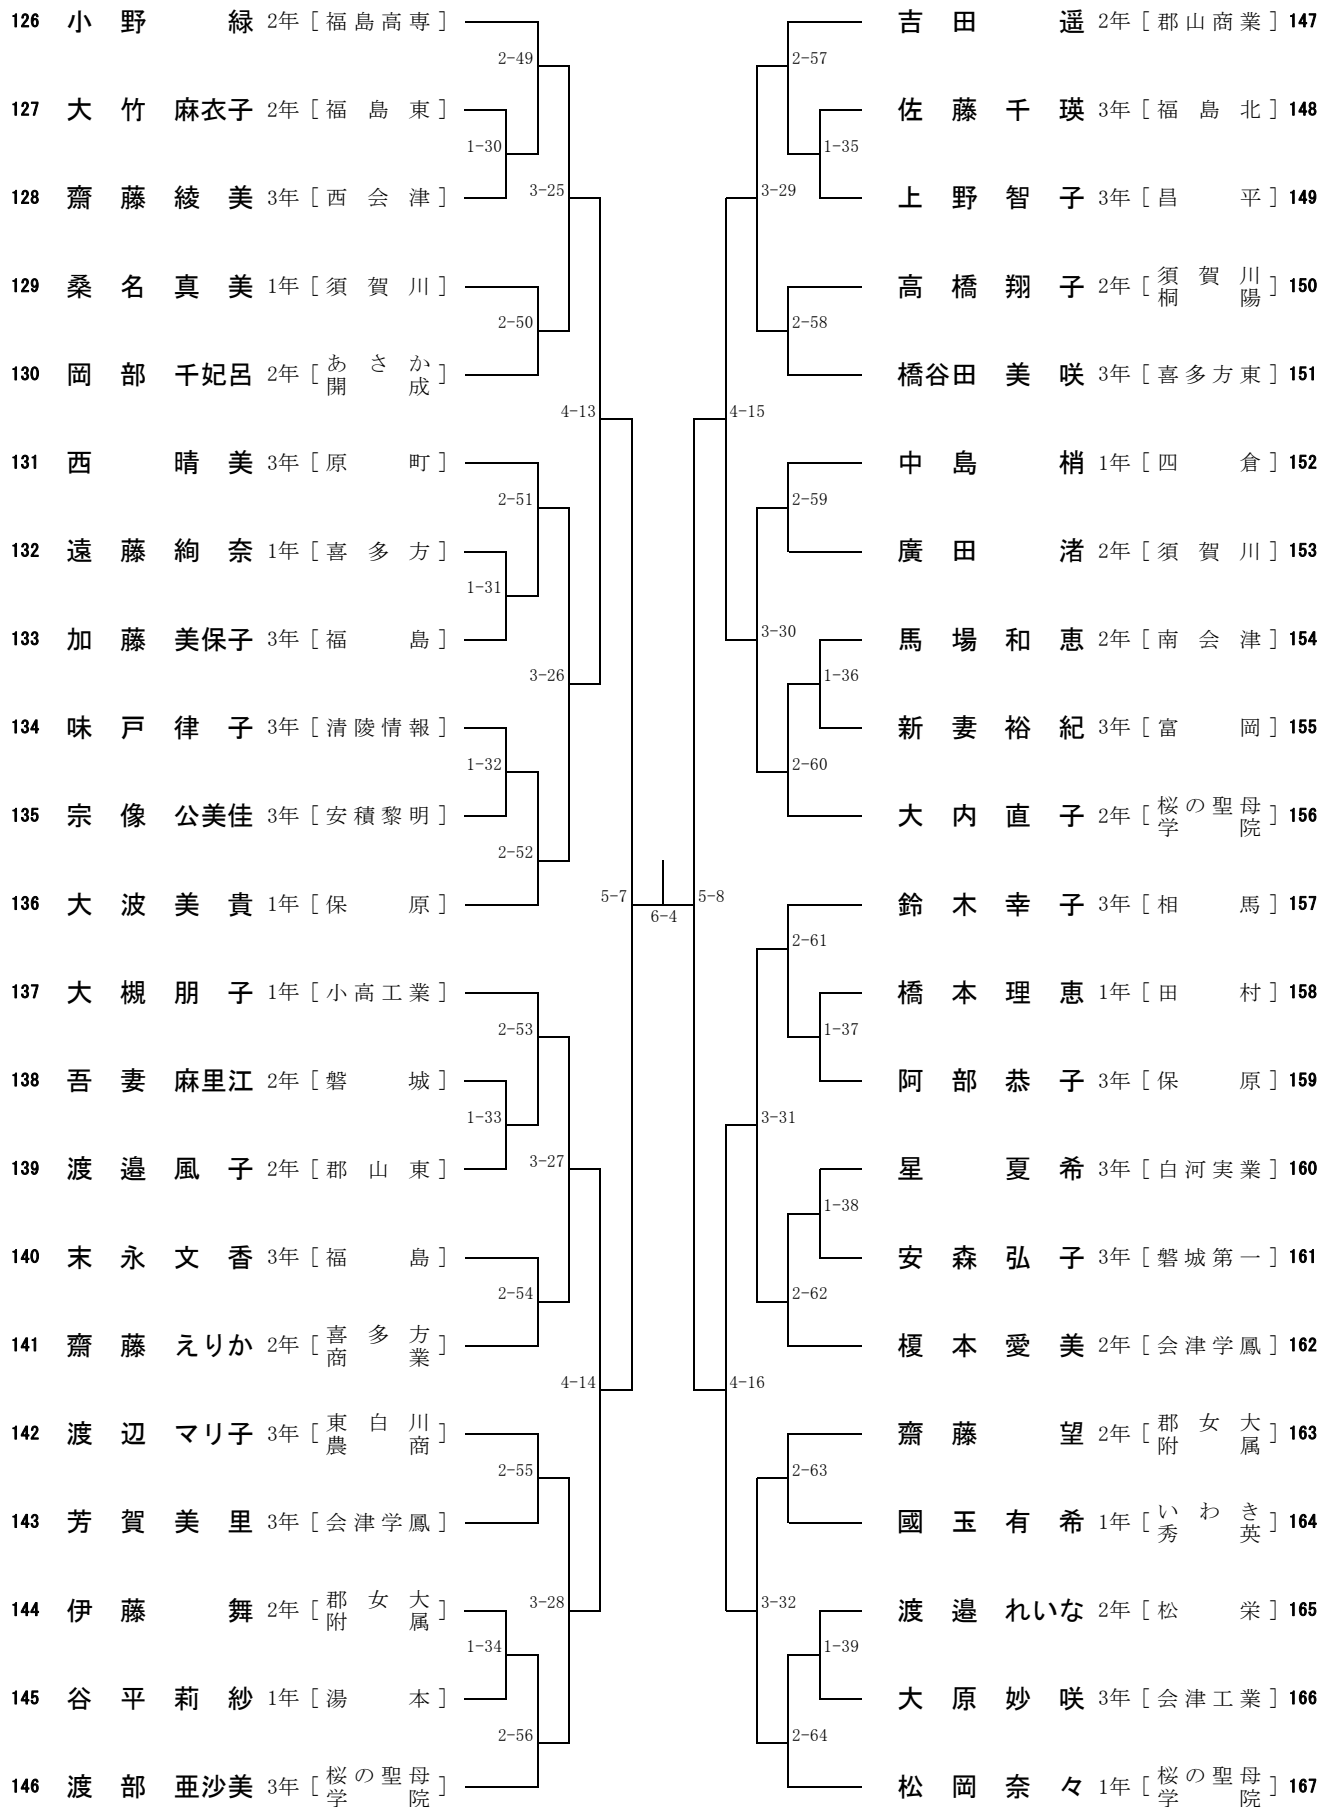 126 小野 緑 2年 [福島高専]
2-49
127 大竹 麻衣子 2年 [福島東]
1-30
128 齋藤 綾美 3年 [西会津]
3-25
129 桑名 真美 1年 [須賀川]
2-50
130 岡部 千妃呂 2年 [あさか開成]
4-13
131 西 晴美 3年 [原町]
2-51
132 遠藤 絢奈 1年 [喜多方]
1-31
133 加藤 美保子 3年 [福島]
3-26
134 味戸 律子 3年 [清陵情報]
1-32
135 宗像 公美佳 3年 [安積黎明]
2-52
136 大波 美貴 1年 [保原]
5-7
6-4
137 大槻 朋子 1年 [小高工業]
2-53
138 吾妻 麻里江 2年 [磐城]
1-33
139 渡邉 風子 2年 [郡山東]
3-27
140 末永 文香 3年 [福島]
2-54
141 齋藤 えりか 2年 [喜多方商業]
4-14
142 渡辺 マリ子 3年 [東白川農商]
2-55
143 芳賀 美里 3年 [会津学鳳]
3-28
144 伊藤 舞 2年 [郡女大附属]
1-34
145 谷平 莉紗 1年 [湯本]
2-56
146 渡部 亜沙美 3年 [桜の聖母学院]
吉田 遥 2年 [郡山商業] 147
2-57
佐藤 千瑛 3年 [福島北] 148
1-35
上野 智子 3年 [昌平] 149
3-29
高橋 翔子 2年 [須賀川桐陽] 150
2-58
橋谷田 美咲 3年 [喜多方東] 151
4-15
中島 梢 1年 [四倉] 152
2-59
廣田 渚 2年 [須賀川] 153
3-30
馬場 和恵 2年 [南会津] 154
1-36
新妻 裕紀 3年 [富岡] 155
2-60
大内 直子 2年 [桜の聖母学院] 156
5-8
鈴木 幸子 3年 [相馬] 157
2-61
橋本 理恵 1年 [田村] 158
1-37
阿部 恭子 3年 [保原] 159
3-31
星 夏希 3年 [白河実業] 160
1-38
安森 弘子 3年 [磐城第一] 161
2-62
榎本 愛美 2年 [会津学鳳] 162
4-16
齋藤 望 2年 [郡女大附属] 163
2-63
國玉 有希 1年 [いわき秀英] 164
3-32
渡邉 れいな 2年 [松栄] 165
1-39
大原 妙咲 3年 [会津工業] 166
2-64
松岡 奈々 1年 [桜の聖母学院] 167